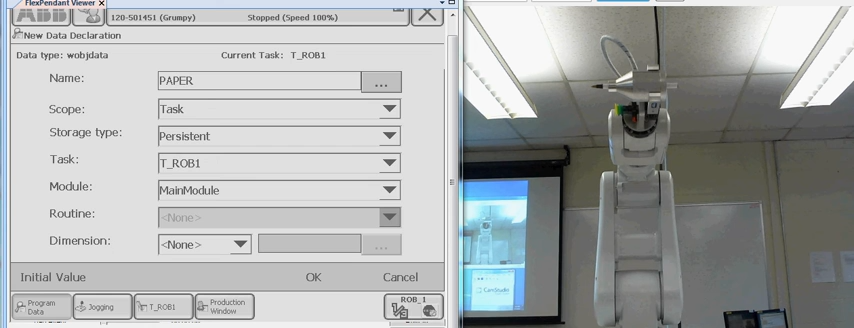 FlexPendant Viewer X
ABB
120-501451 (Grumpy) Stopped (Speed 100%)
New Data Declaration
Data type: wobjdata Current Task: T_ROB1
Name: PAPER ...
Scope: Task
Storage type: Persistent
Task: T_ROB1
Module: MainModule
Routine: <None>
Dimension: <None> ...
Initial Value OK Cancel
Program Data
Jogging
T_ROB1
Production Window
ROB_1
CamStudio